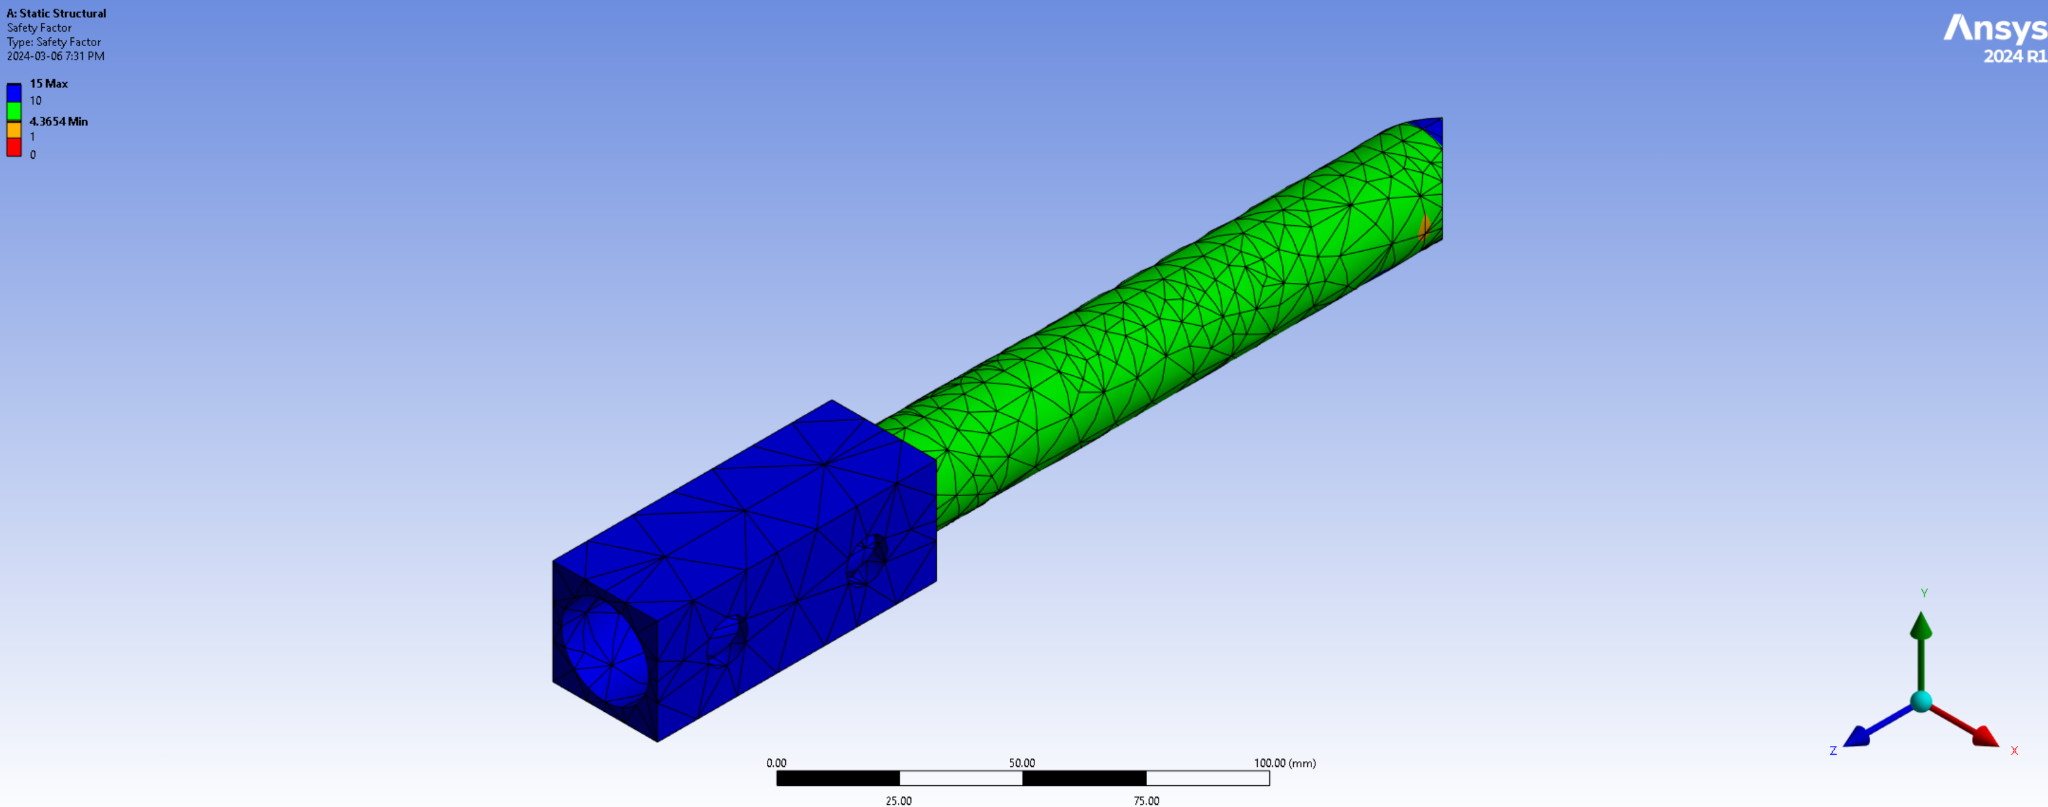 A: Static Structural
Safety Factor
Type: Safety Factor
2024-03-06 7:31 PM
15 Max
10
4.3654 Min
1
0
Ansys
2024 R1
Y
Z
X
0.00 50.00 100.00 (mm)
25.00 75.00